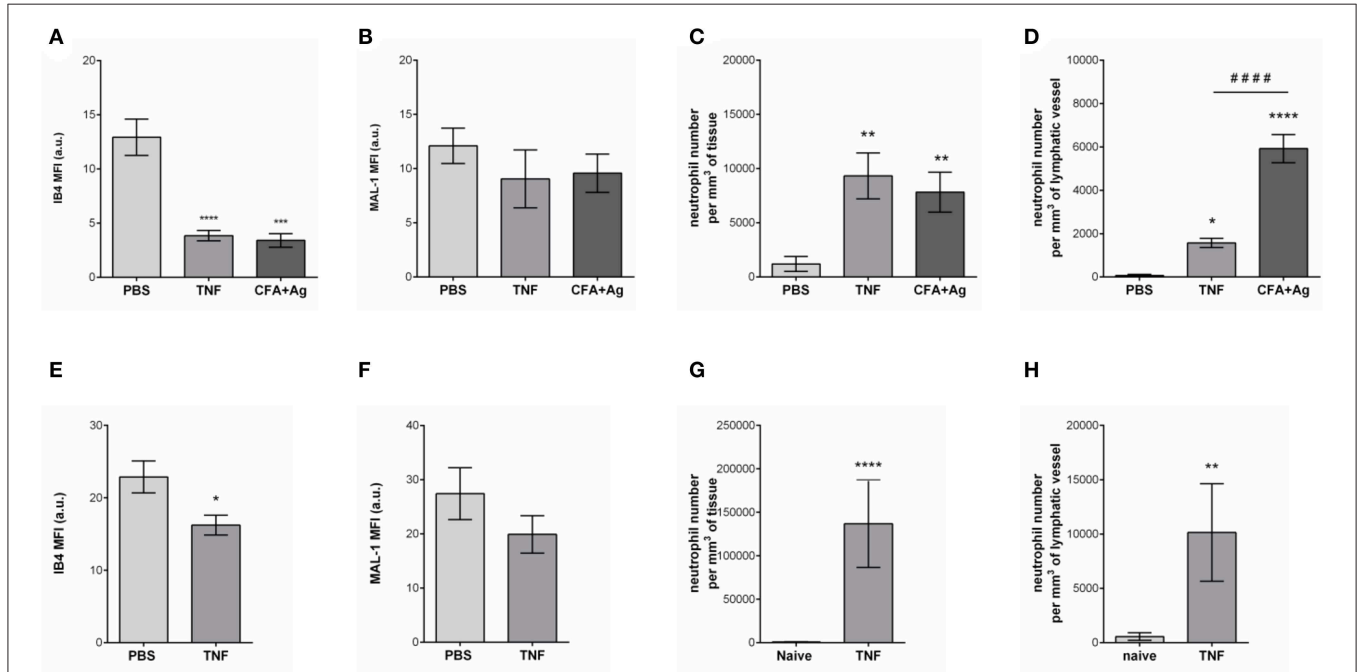 A
IB4 MFI (a.u.)
20
15
10
5
0
****
***
PBS TNF CFA+Ag
B
MAL-1 MFI (a.u.)
20
15
10
5
0
PBS TNF CFA+Ag
C
neutrophil number
per mm³ of tissue
20000
15000
10000
5000
0
**
**
PBS TNF CFA+Ag
D
neutrophil number
per mm³ of lymphatic vessel
10000
8000
6000
4000
2000
0
####
****
*
PBS TNF CFA+Ag
E
IB4 MFI (a.u.)
30
20
10
0
*
PBS TNF
F
MAL-1 MFI (a.u.)
40
30
20
10
0
PBS TNF
G
neutrophil number
per mm³ of tissue
250000
200000
150000
100000
50000
0
****
Naive TNF
H
neutrophil number
per mm³ of lymphatic vessel
20000
15000
10000
5000
0
**
naive TNF